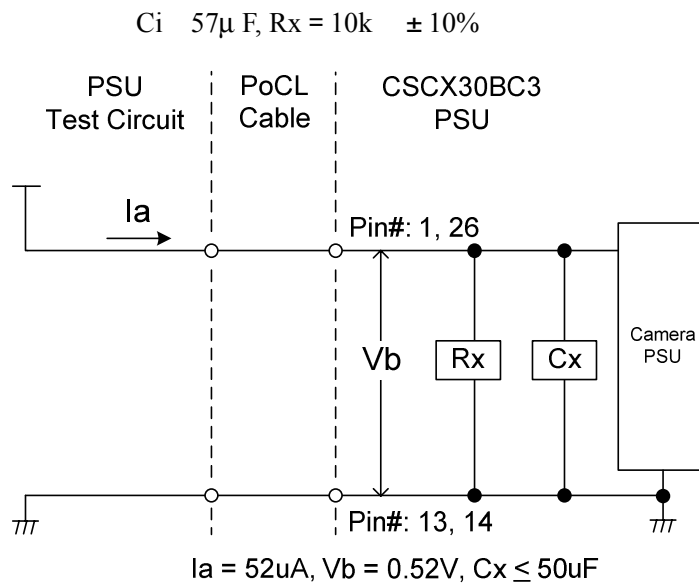 Ci 57μ F, Rx = 10k ± 10%
PSU
Test Circuit
PoCL
Cable
CSCX30BC3
PSU
Ia
Pin#: 1, 26
Vb
Rx
Cx
Camera
PSU
Pin#: 13, 14
Ia = 52uA, Vb = 0.52V, Cx ≤ 50uF